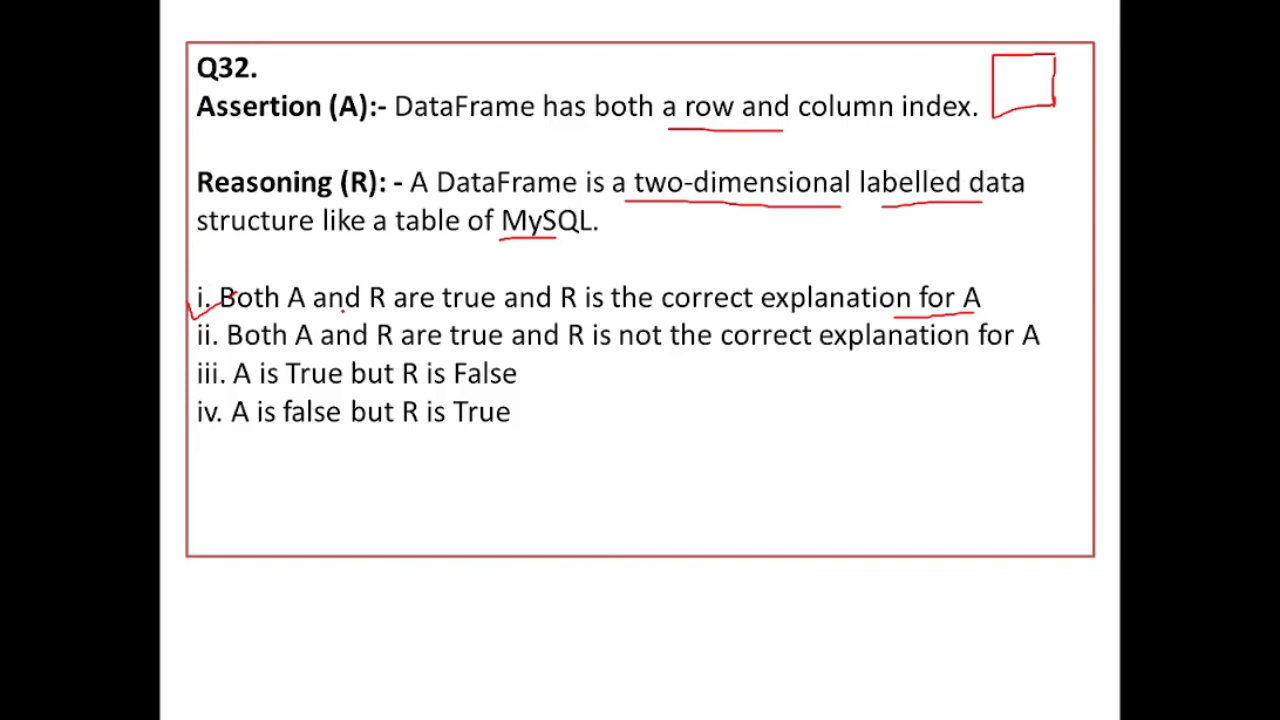 Q32.
Assertion (A):- DataFrame has both a row and column index.
Reasoning (R): - A DataFrame is a two-dimensional labelled data
structure like a table of MySQL.
i. Both A and R are true and R is the correct explanation for A
ii. Both A and R are true and R is not the correct explanation for A
iii. A is True but R is False
iv. A is false but R is True